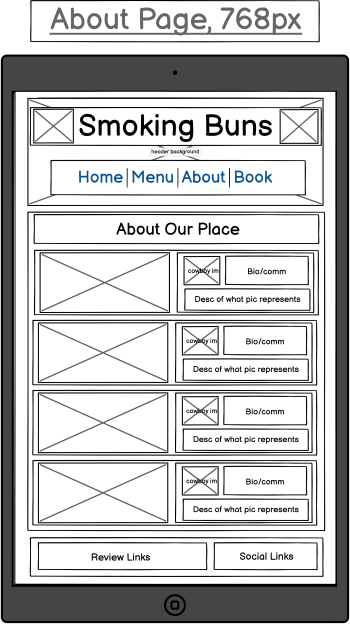 About Page, 768px
Smoking Buns
header background
Home Menu About Book
About Our Place
cowboy im Bio/comm
Desc of what pic represents
cowboy im Bio/comm
Desc of what pic represents
cowboy im Bio/comm
Desc of what pic represents
cowboy im Bio/comm
Desc of what pic represents
Review Links Social Links